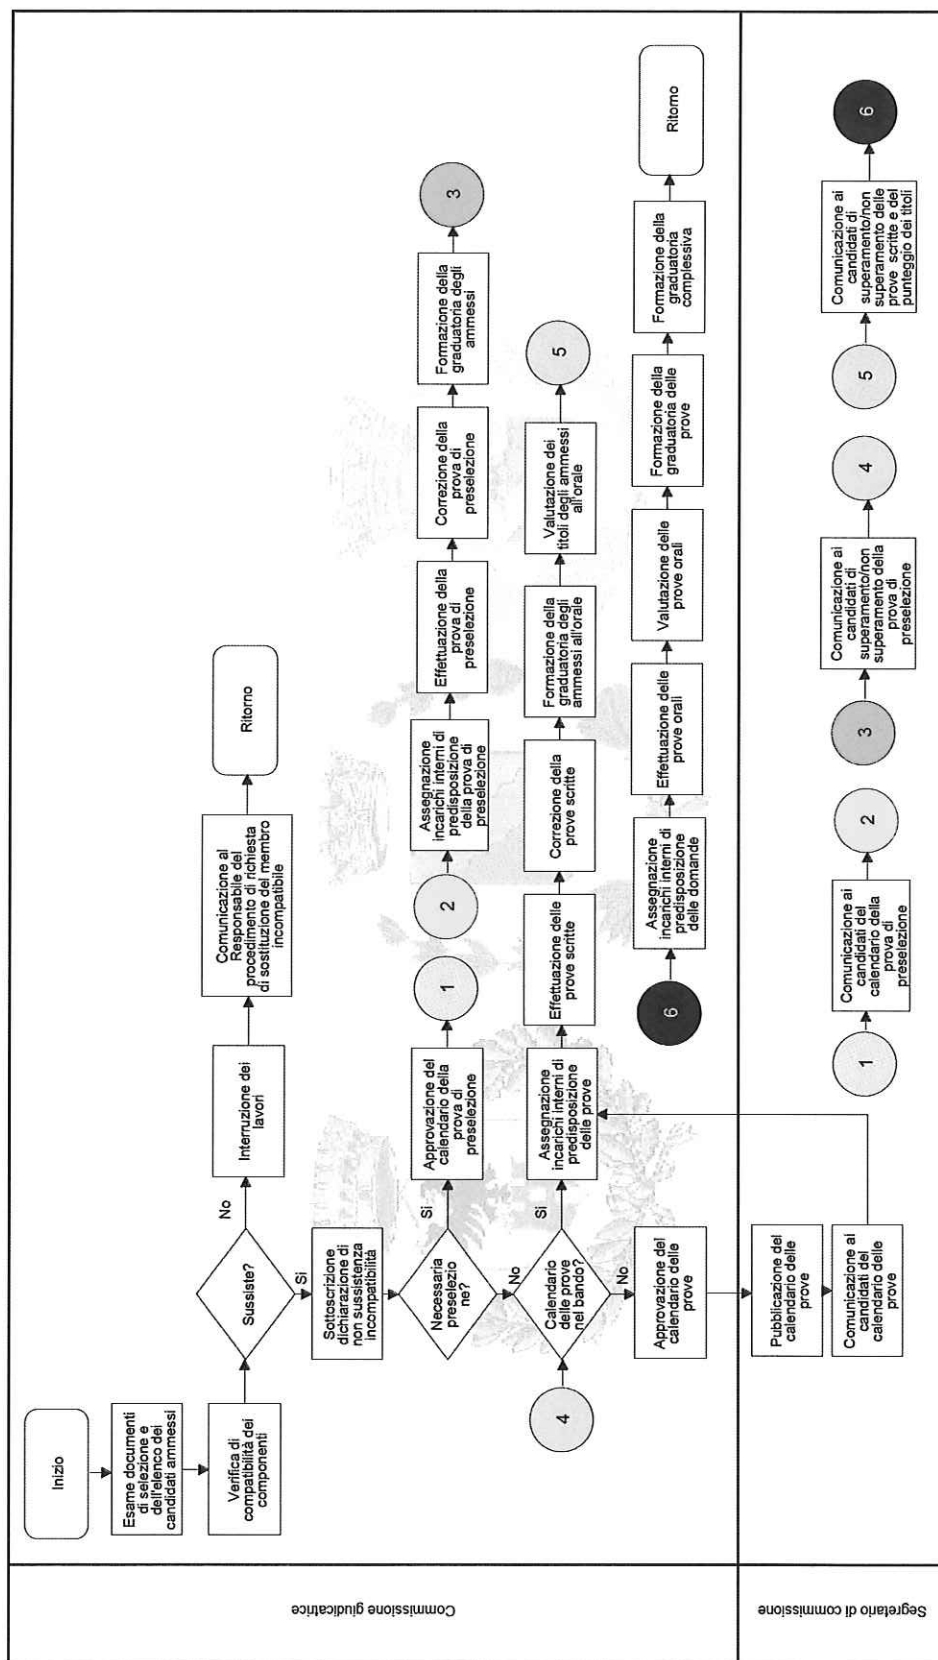 Commissione giudicatrice
Inizio
Esame documenti
di selezione e
dell'elenco dei
candidati ammessi
Verifica di
compatibilità dei
componenti
Sussiste?
No
Interruzione dei
lavori
Comunicazione al
Responsabile del
procedimento di richiesta
di sostituzione del membro
incompatibile
Ritorno
Si
Sottoscrizione
dichiarazione di
non sussistenza
incompatibilità
Necessaria
preselezio
ne?
Si
Approvazione del
calendario della
prova di
preselezione
1
2
Assegnazione
incarichi interni di
predisposizione
della prova di
preselezione
Effettuazione della
prova di
preselezione
Correzione della
prova di
preselezione
Formazione della
graduatoria degli
ammessi
3
No
4
Calendario
delle prove
nel bando?
Si
Assegnazione
incarichi interni di
predisposizione
delle prove
Effettuazione delle
prove scritte
Correzione della
prove scritte
Formazione della
graduatoria degli
ammessi all'orale
Valutazione dei
titoli degli ammessi
all'orale
5
No
Approvazione del
calendario delle
prove
6
Assegnazione
incarichi interni di
predisposizione
delle domande
Effettuazione delle
prove orali
Valutazione delle
prove orali
Formazione della
graduatoria delle
prove
Formazione della
graduatoria
complessiva
Ritorno
Segretario di commissione
Pubblicazione del
calendario delle
prove
Comunicazione ai
candidati del
calendario delle
prove
1
Comunicazione ai
candidati del
calendario della
prova di
preselezione
2
3
Comunicazione ai
candidati di
superamento/non
superamento della
prova di
preselezione
4
5
Comunicazione ai
candidati di
superamento/non
superamento delle
prove scritte e del
punteggio dei titoli
6